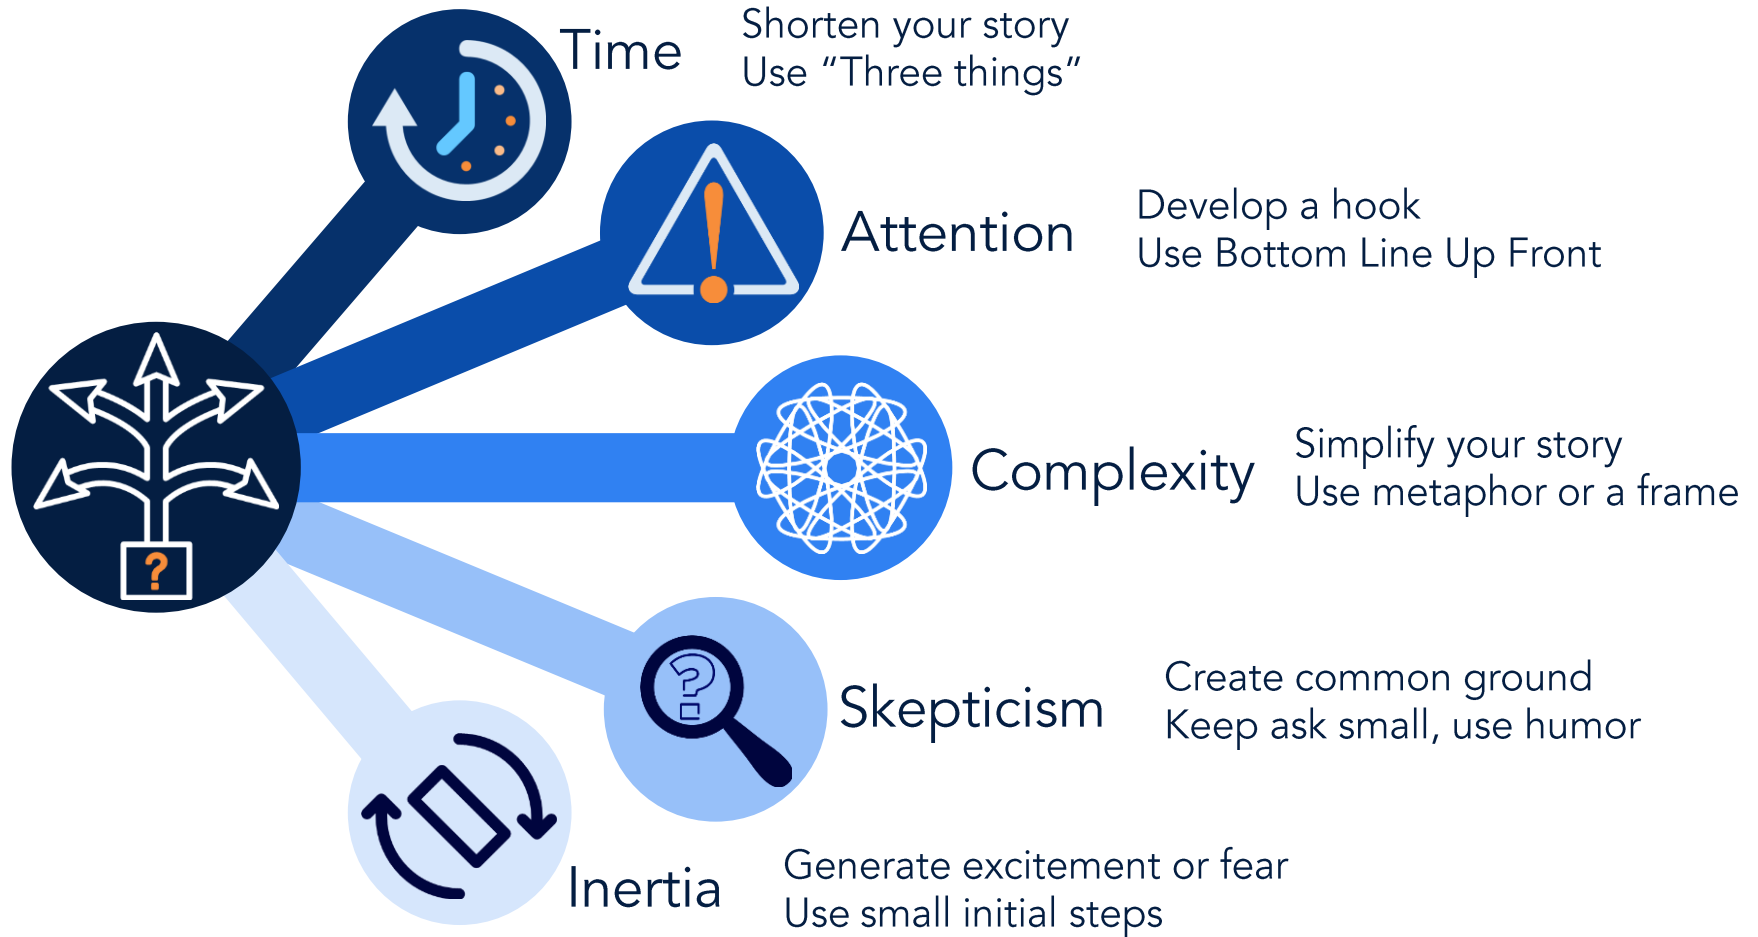 Time
Shorten your story
Use “Three things”
Attention
Develop a hook
Use Bottom Line Up Front
Complexity
Simplify your story
Use metaphor or a frame
?
?
Skepticism
Create common ground
Keep ask small, use humor
Inertia
Generate excitement or fear
Use small initial steps